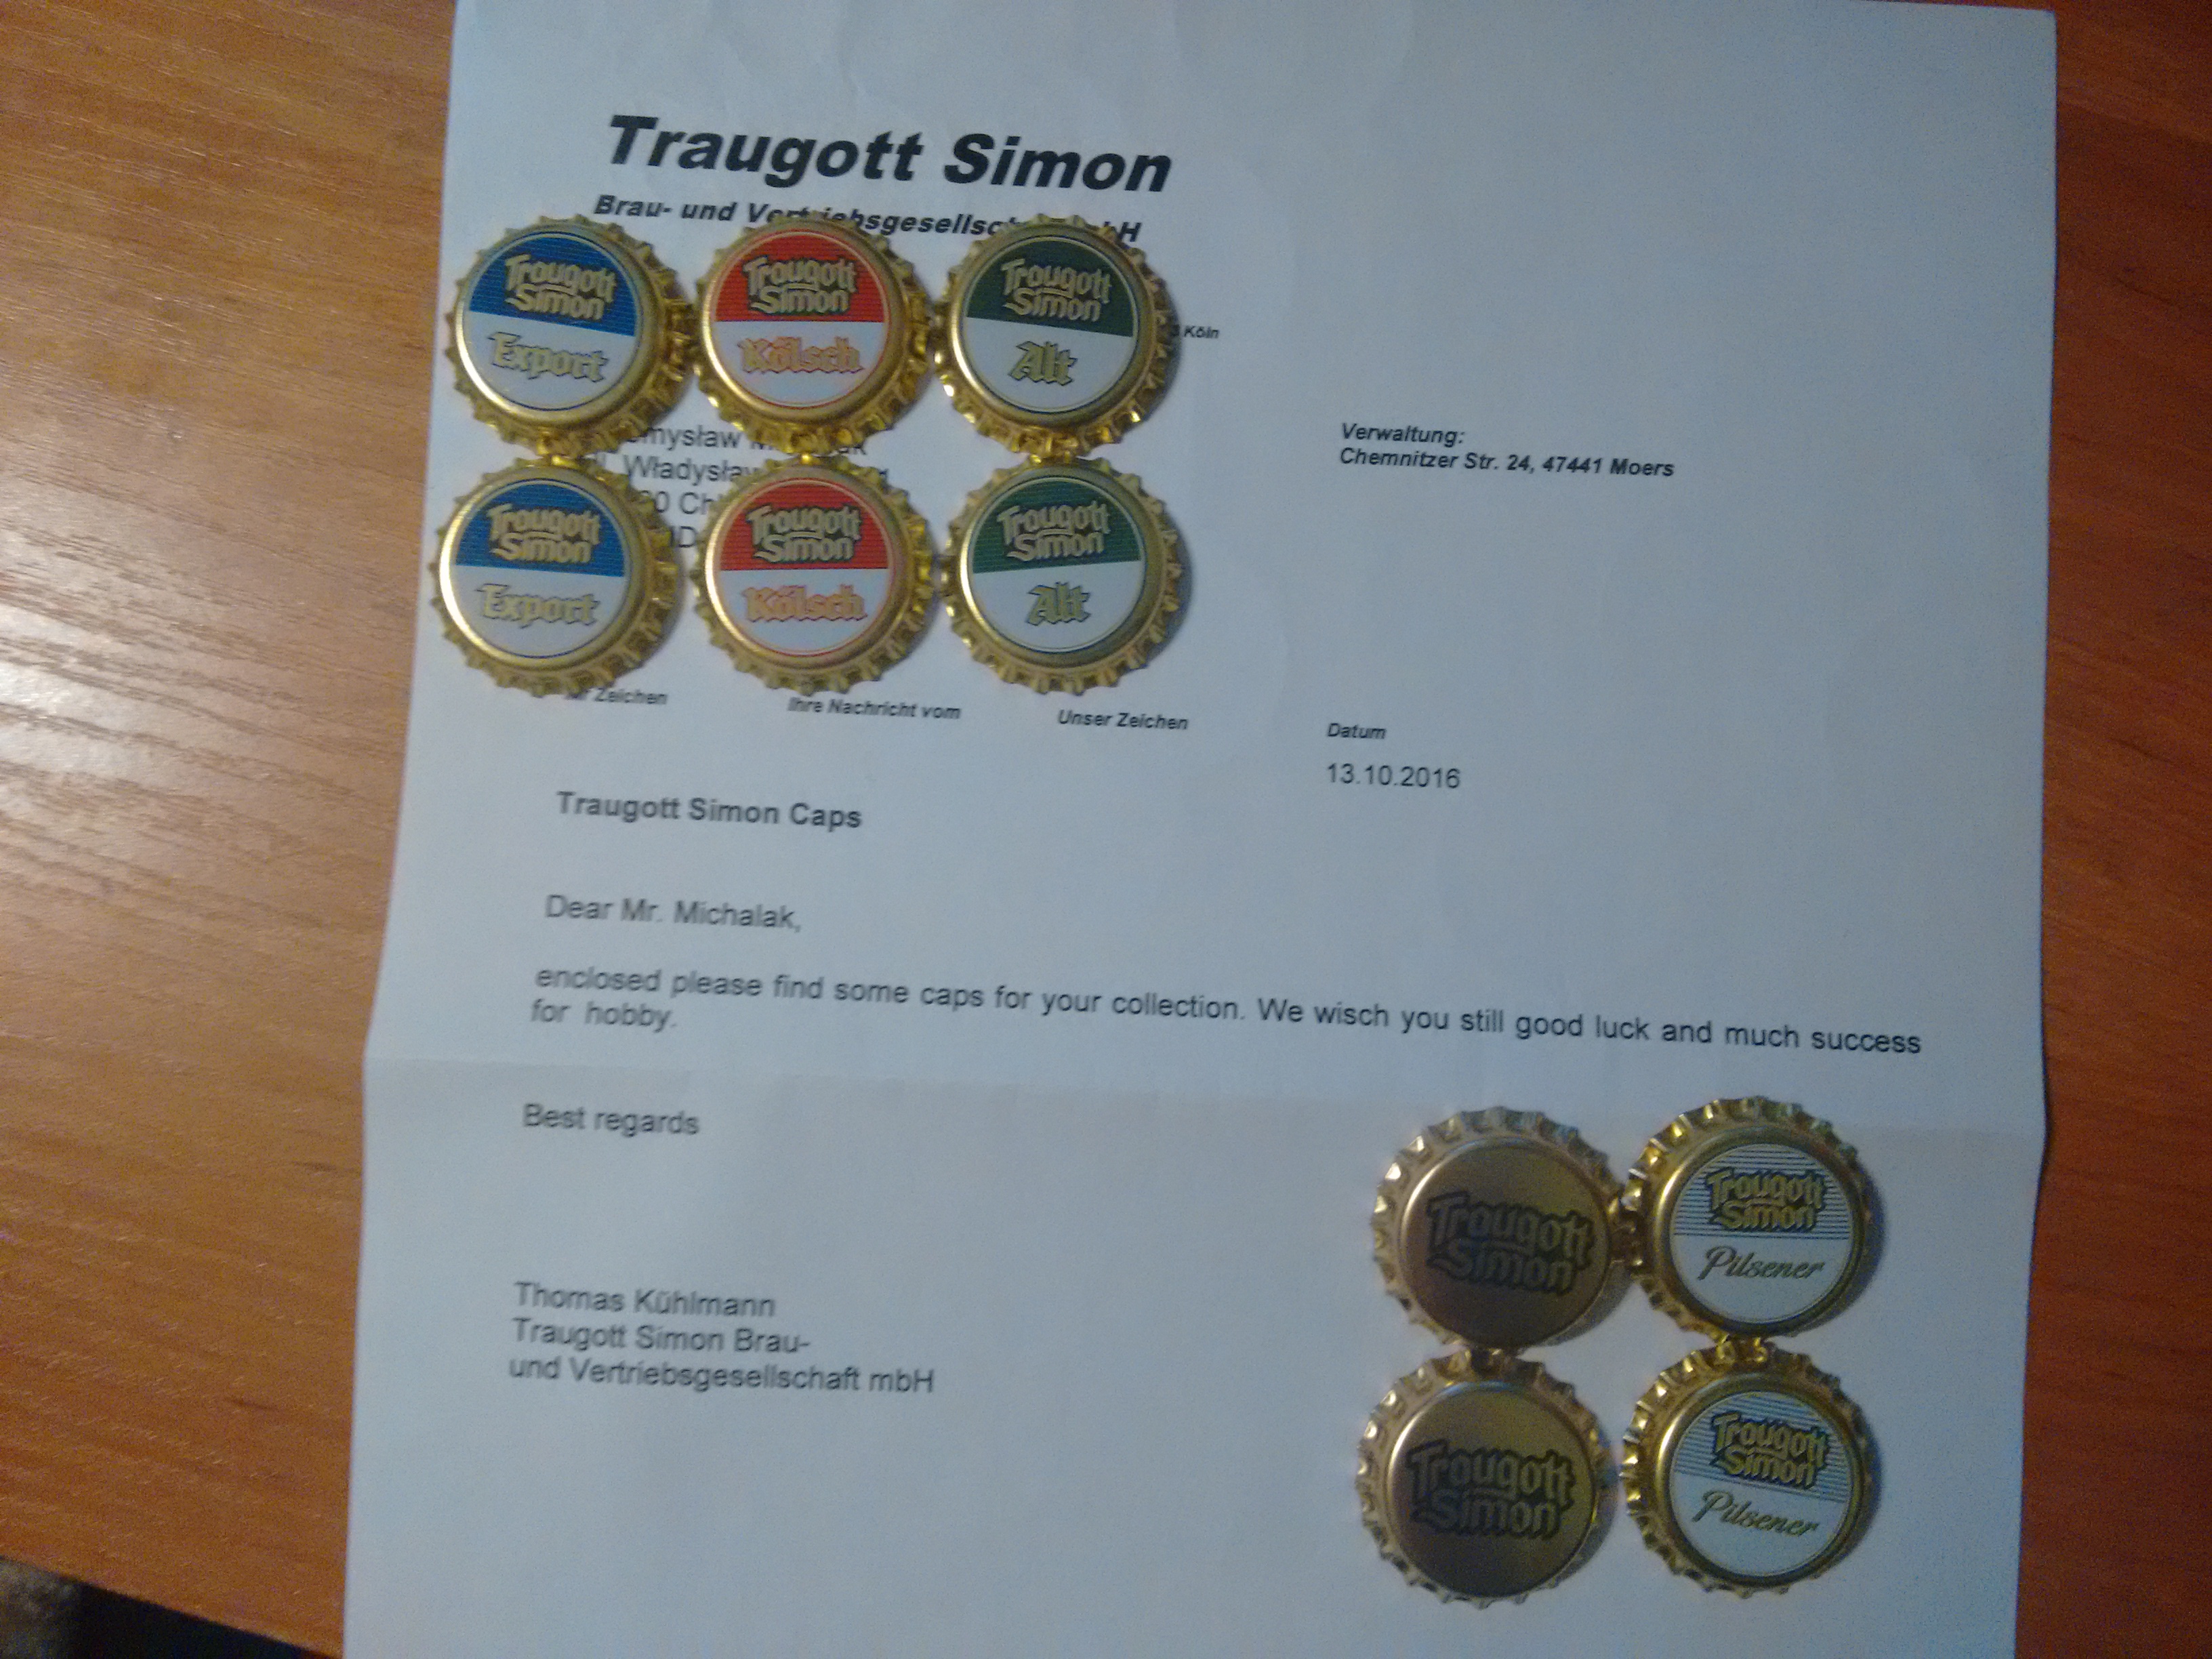 Traugott Simon
Brau- und
Traugott
Simon
Export
Traugott
Simon
Kölsch
Traugott
Simon
Alt
Köln
Verwaltung:
Chemnitzer Str. 24, 47441 Moers
Traugott
Simon
Export
Traugott
Simon
Kölsch
Traugott
Simon
Alt
Zeichen
Ihre Nachricht vom
Unser Zeichen
Datum
13.10.2016
Traugott Simon Caps
Dear Mr. Michalak,
enclosed please find some caps for your collection. We wisch you still good luck and much success
for hobby.
Best regards
Thomas Kühlmann
Traugott Simon Brau-
und Vertriebsgesellschaft mbH
Traugott
Simon
Traugott
Simon
Pilsener
Traugott
Simon
Traugott
Simon
Pilsener